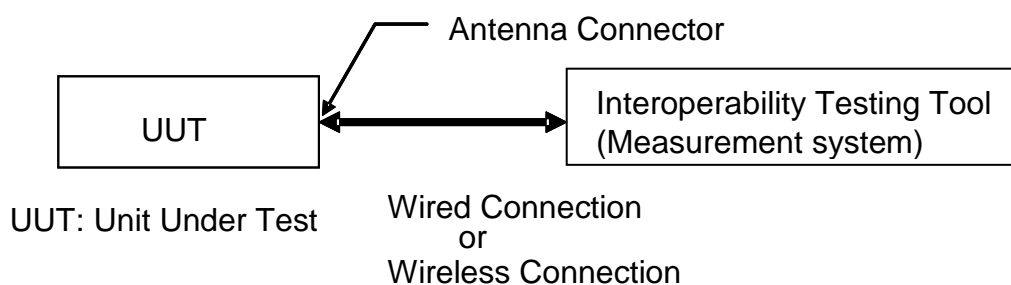 Antenna Connector
UUT
Interoperability Testing Tool
(Measurement system)
UUT: Unit Under Test
Wired Connection
or
Wireless Connection